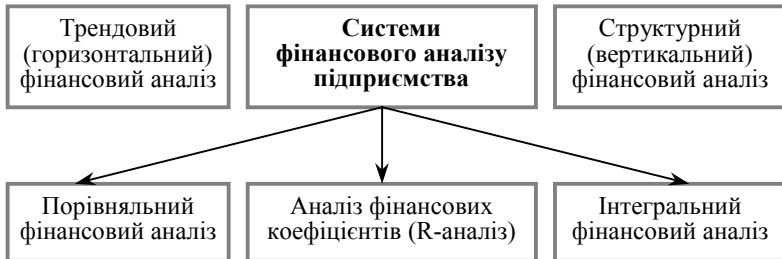 Трендовий
(горизонтальний)
фінансовий аналіз
Системи
фінансового аналізу
підприємства
Структурний
(вертикальний)
фінансовий аналіз
Порівняльний
фінансовий аналіз
Аналіз фінансових
коефіцієнтів (R-аналіз)
Інтегральний
фінансовий аналіз